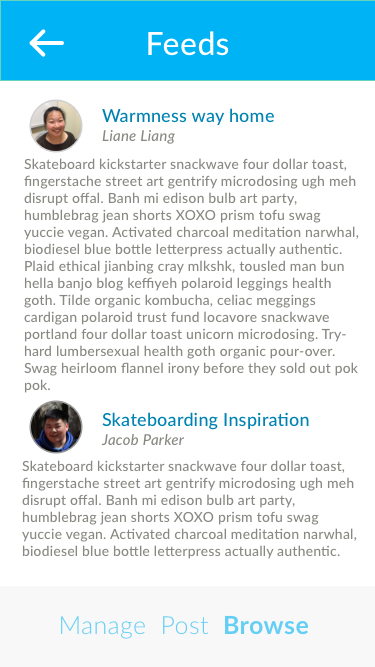 Feeds
Warmness way home
Liane Liang
Skateboard kickstarter snackwave four dollar toast,
fingerstache street art gentrify microdosing ugh meh
disrupt offal. Banh mi edison bulb art party,
humblebrag jean shorts XOXO prism tofu swag
yuccie vegan. Activated charcoal meditation narwhal,
biodiesel blue bottle letterpress actually authentic.
Plaid ethical jianbing cray mlkshk, tousled man bun
hella banjo blog keffiyeh polaroid leggings health
goth. Tilde organic kombucha, celiac meggings
cardigan polaroid trust fund locavore snackwave
portland four dollar toast unicorn microdosing. Try-
hard lumbersexual health goth organic pour-over.
Swag heirloom flannel irony before they sold out pok
pok.
Skateboarding Inspiration
Jacob Parker
Skateboard kickstarter snackwave four dollar toast,
fingerstache street art gentrify microdosing ugh meh
disrupt offal. Banh mi edison bulb art party,
humblebrag jean shorts XOXO prism tofu swag
yuccie vegan. Activated charcoal meditation narwhal,
biodiesel blue bottle letterpress actually authentic.
Manage Post Browse